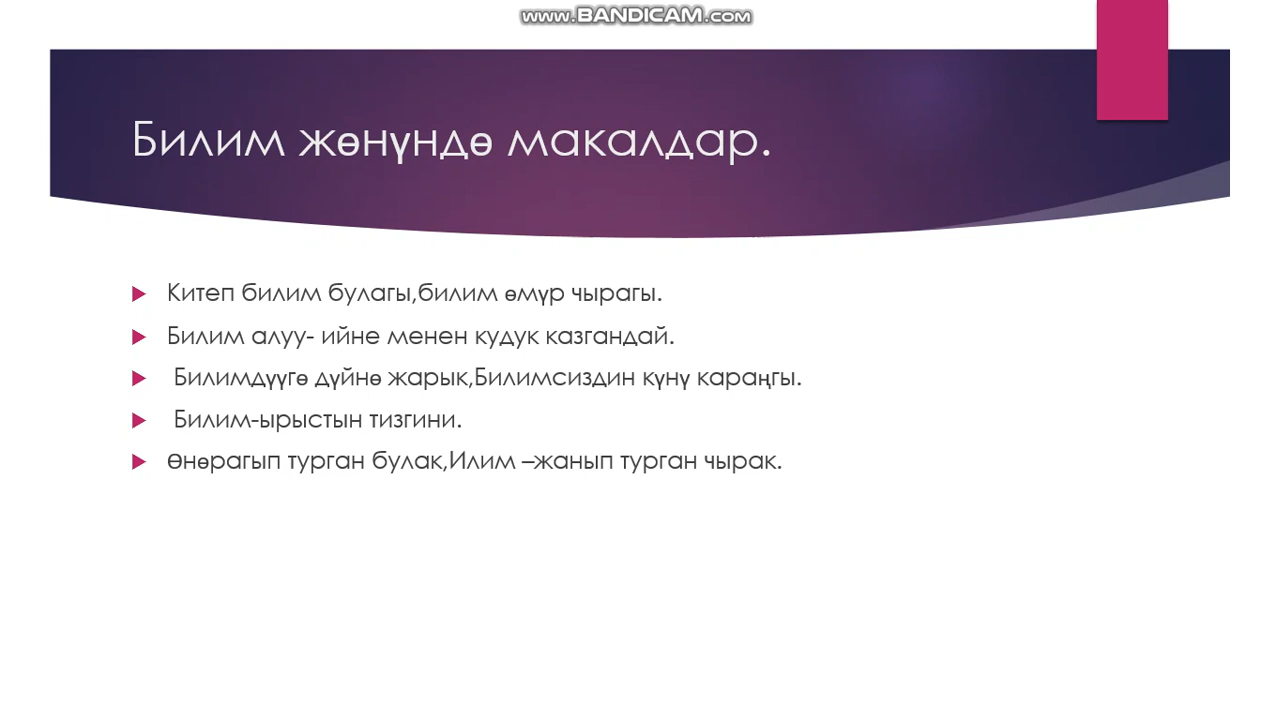 www.BANDICAM.com
Билим жөнүндө макалдар.
Китеп билим булагы,билим өмүр чырагы.
Билим алуу- ийне менен кудук казгандай.
Билимдүүгө дүйнө жарык,Билимсиздин күнү караңгы.
Билим-ырыстын тизгини.
Өнөрагып турган булак,Илим –жанып турган чырак.